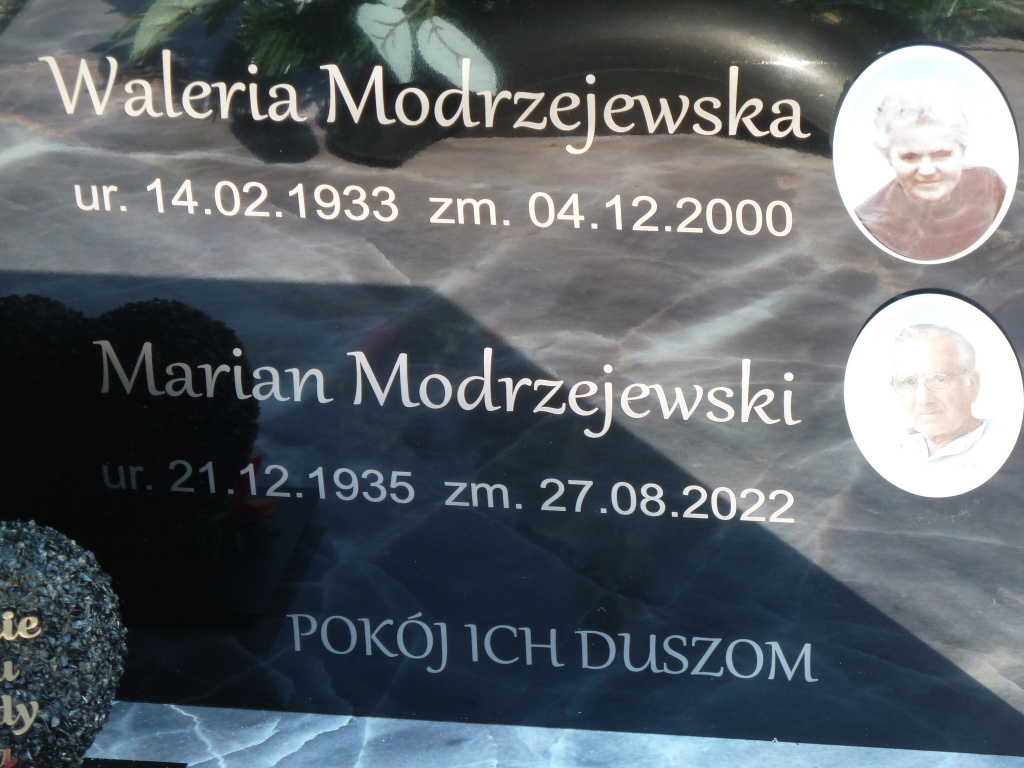 Waleria Modrzejewska
ur. 14.02.1933 zm. 04.12.2000
Marian Modrzejewski
ur. 21.12.1935 zm. 27.08.2022
POKÓJ ICH DUSZOM